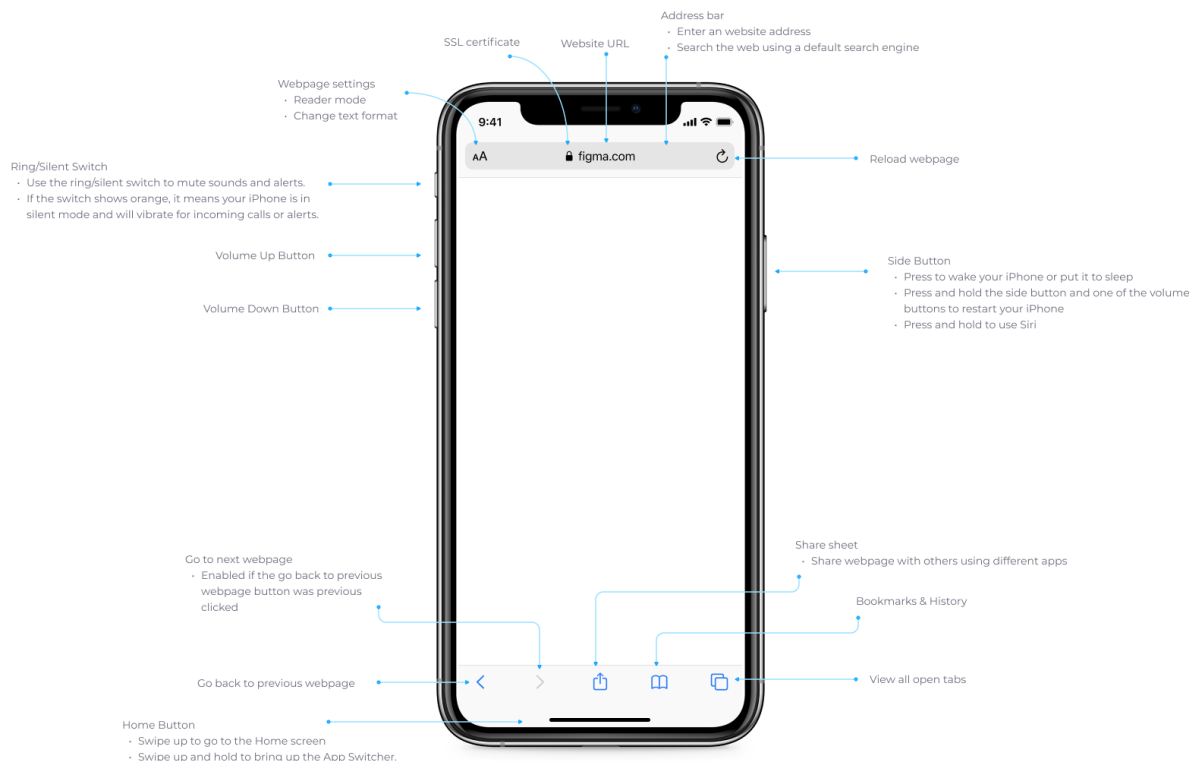 Address bar
• Enter an website address
• Search the web using a default search engine
SSL certificate
Website URL
Webpage settings
• Reader mode
• Change text format
9:41
AA
figma.com
Reload webpage
Ring/Silent Switch
• Use the ring/silent switch to mute sounds and alerts.
• If the switch shows orange, it means your iPhone is in
silent mode and will vibrate for incoming calls or alerts.
Volume Up Button
Volume Down Button
Side Button
• Press to wake your iPhone or put it to sleep
• Press and hold the side button and one of the volume
buttons to restart your iPhone
• Press and hold to use Siri
Go to next webpage
• Enabled if the go back to previous
webpage button was previous
clicked
Share sheet
• Share webpage with others using different apps
Bookmarks & History
Go back to previous webpage
View all open tabs
Home Button
• Swipe up to go to the Home screen
• Swipe up and hold to bring up the App Switcher.